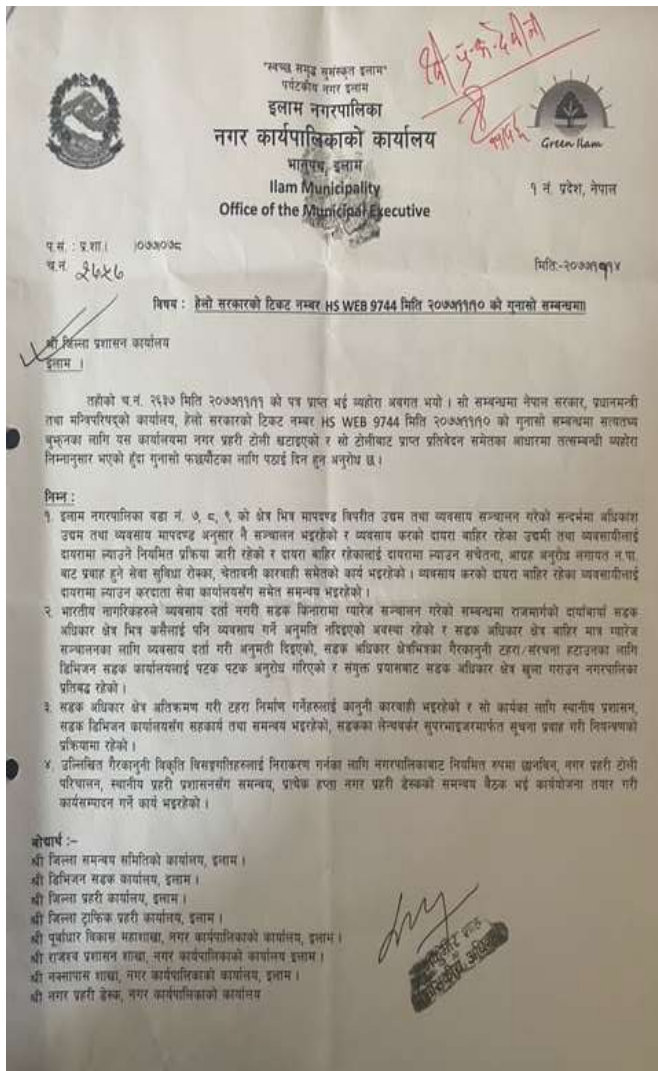 "स्वच्छ समृद्ध सुसंस्कृत इलाम"
पर्यटकीय नगर इलाम
इलाम नगरपालिका
नगर कार्यपालिकाको कार्यालय
भानुपथ, इलाम
Ilam Municipality
Office of the Municipal Executive
Green Ilam
१ नं. प्रदेश, नेपाल
प.सं. : प्र.शा.। ०७७।०७८
च.नं. २६५७
मिति:-२०७७।११।१४
विषय : हेलो सरकारको टिकट नम्बर HS WEB 9744 मिति २०७७।११।१० को गुनासो सम्बन्धमा।
श्री जिल्ला प्रशासन कार्यालय
इलाम ।
तहाँको च.नं. २६३७ मिति २०७७।११।११ को पत्र प्राप्त भई व्यहोरा अवगत भयो । सो सम्बन्धमा नेपाल सरकार, प्रधानमन्त्री
तथा मन्त्रिपरिषद्को कार्यालय, हेलो सरकारको टिकट नम्बर HS WEB 9744 मिति २०७७।११।१० को गुनासो सम्बन्धमा सत्यतथ्य
बुझ्नका लागि यस कार्यालयमा नगर प्रहरी टोली खटाइएको र सो टोलीबाट प्राप्त प्रतिवेदन समेतका आधारमा तत्सम्बन्धी व्यहोरा
निम्नानुसार भएको हुँदा गुनासो फछर्यौटका लागि पठाई दिन हुन अनुरोध छ ।
निम्न :
१. इलाम नगरपालिका वडा नं. ७, ८, ९ को क्षेत्र भित्र मापदण्ड विपरीत उद्यम तथा व्यवसाय सञ्चालन गरेको सन्दर्भमा अधिकांश
उद्यम तथा व्यवसाय मापदण्ड अनुसार नै सञ्चालन भइरहेको र व्यवसाय करको दायरा बाहिर रहेका उद्यमी तथा व्यवसायीलाई
दायरामा ल्याउने नियमित प्रक्रिया जारी रहेको र दायरा बाहिर रहेकालाई दायरामा ल्याउन सचेतना, आग्रह अनुरोध लगायत न.पा.
बाट प्रवाह हुने सेवा सुविधा रोक्का, चेतावनी कारवाही समेतको कार्य भइरहेको । व्यवसाय करको दायरा बाहिर रहेका व्यवसायीलाई
दायरामा ल्याउन करदाता सेवा कार्यालयसँग समेत समन्वय भइरहेको ।
२. भारतीय नागरिकहरुले व्यवसाय दर्ता नगरी सडक किनारामा ग्यारेज सञ्चालन गरेको सम्बन्धमा राजमार्गको दायाँबायाँ सडक
अधिकार क्षेत्र भित्र कसैलाई पनि व्यवसाय गर्ने अनुमति नदिइएको अवस्था रहेको र सडक अधिकार क्षेत्र बाहिर मात्र ग्यारेज
सञ्चालनका लागि व्यवसाय दर्ता गरी अनुमती दिइएको, सडक अधिकार क्षेत्रभित्रका गैरकानुनी टहरा/संरचना हटाउनका लागि
डिभिजन सडक कार्यालयलाई पटक पटक अनुरोध गरिएको र संयुक्त प्रयासबाट सडक अधिकार क्षेत्र खुला गराउन नगरपालिका
प्रतिबद्ध रहेको ।
३. सडक अधिकार क्षेत्र अतिक्रमण गरी टहरा निर्माण गर्नेहरुलाई कानुनी कारवाही भइरहेको र सो कार्यका लागि स्थानीय प्रशासन,
सडक डिभिजन कार्यालयसँग सहकार्य तथा समन्वय भइरहेको, सडकका लेन्थवर्कर सुपरभाइजरमार्फत सूचना प्रवाह गरी नियन्त्रणको
प्रक्रियामा रहेको ।
४. उल्लिखित गैरकानुनी विकृति विसङ्गतिहरुलाई निराकरण गर्नका लागि नगरपालिकाबाट नियमित रुपमा छानविन, नगर प्रहरी टोली
परिचालन, स्थानीय प्रहरी प्रशासनसँग समन्वय, प्रत्येक हप्ता नगर प्रहरी डेस्कको समन्वय बैठक भई कार्ययोजना तयार गरी
कार्यसम्पादन गर्ने कार्य भइरहेको ।
बोधार्थ :–
श्री जिल्ला समन्वय समितिको कार्यालय, इलाम ।
श्री डिभिजन सडक कार्यालय, इलाम ।
श्री जिल्ला प्रहरी कार्यालय, इलाम ।
श्री जिल्ला ट्राफिक प्रहरी कार्यालय, इलाम ।
श्री पूर्वाधार विकास महाशाखा, नगर कार्यपालिकाको कार्यालय, इलाम ।
श्री राजश्व प्रशासन शाखा, नगर कार्यपालिकाको कार्यालय इलाम ।
श्री नक्सापास शाखा, नगर कार्यपालिकाको कार्यालय, इलाम ।
श्री नगर प्रहरी डेस्क, नगर कार्यपालिकाको कार्यालय